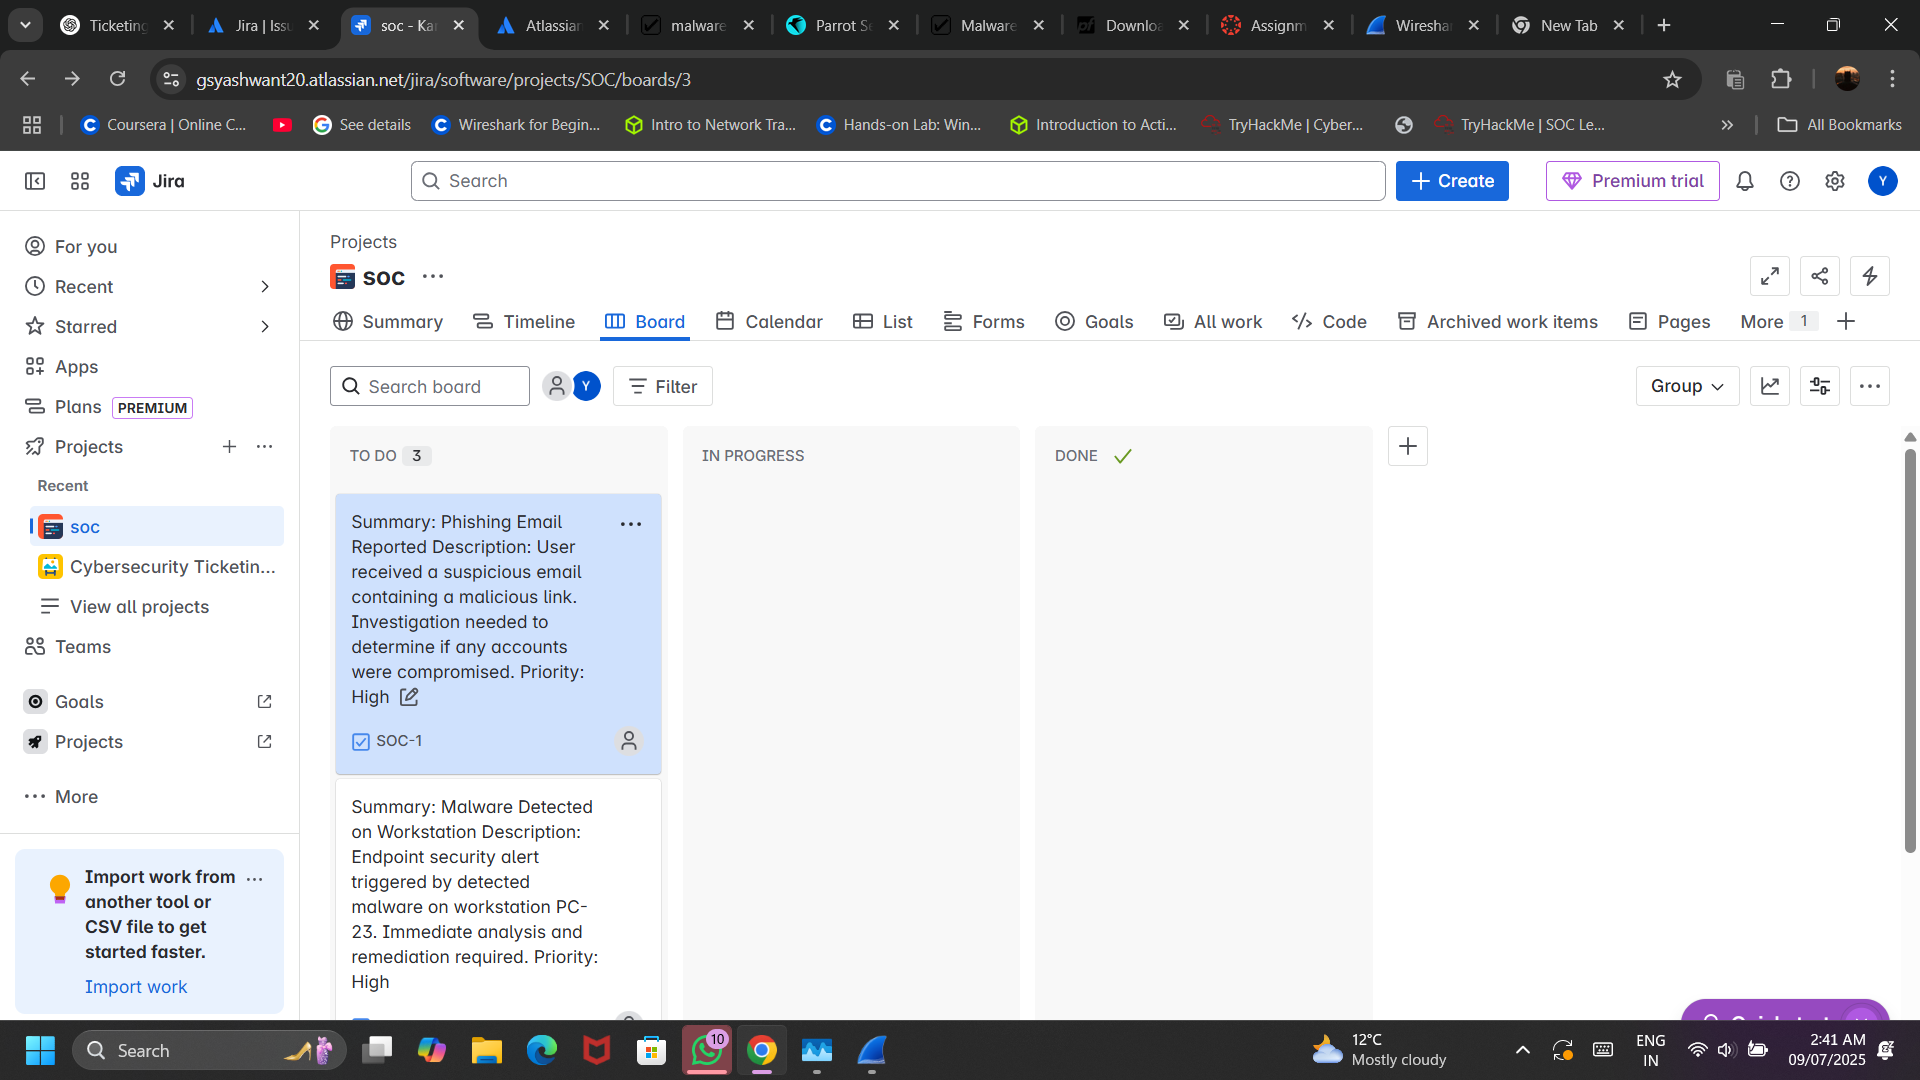 Ticketing
Jira | Issu
soc - Kan
Atlassian
malware
Parrot Se
Malware
Downloa
Assignm
Wireshar
New Tab
gsyashwant20.atlassian.net/jira/software/projects/SOC/boards/3
Coursera | Online C...
See details
Wireshark for Begin...
Intro to Network Tra...
Hands-on Lab: Win...
Introduction to Acti...
TryHackMe | Cyber...
TryHackMe | SOC Le...
All Bookmarks
Jira
Search
Create
Premium trial
Y
For you
Recent
Starred
Apps
Plans PREMIUM
Projects
Recent
soc
Cybersecurity Ticketin...
View all projects
Teams
Goals
Projects
More
Import work from
another tool or
CSV file to get
started faster.
Import work
Projects
soc
Summary
Timeline
Board
Calendar
List
Forms
Goals
All work
Code
Archived work items
Pages
More 1
Search board
Y
Filter
Group
TO DO 3
Summary: Phishing Email
Reported Description: User
received a suspicious email
containing a malicious link.
Investigation needed to
determine if any accounts
were compromised. Priority:
High
SOC-1
Summary: Malware Detected
on Workstation Description:
Endpoint security alert
triggered by detected
malware on workstation PC-
23. Immediate analysis and
remediation required. Priority:
High
IN PROGRESS
DONE
Search
10
12°C
Mostly cloudy
ENG
IN
2:41 AM
09/07/2025